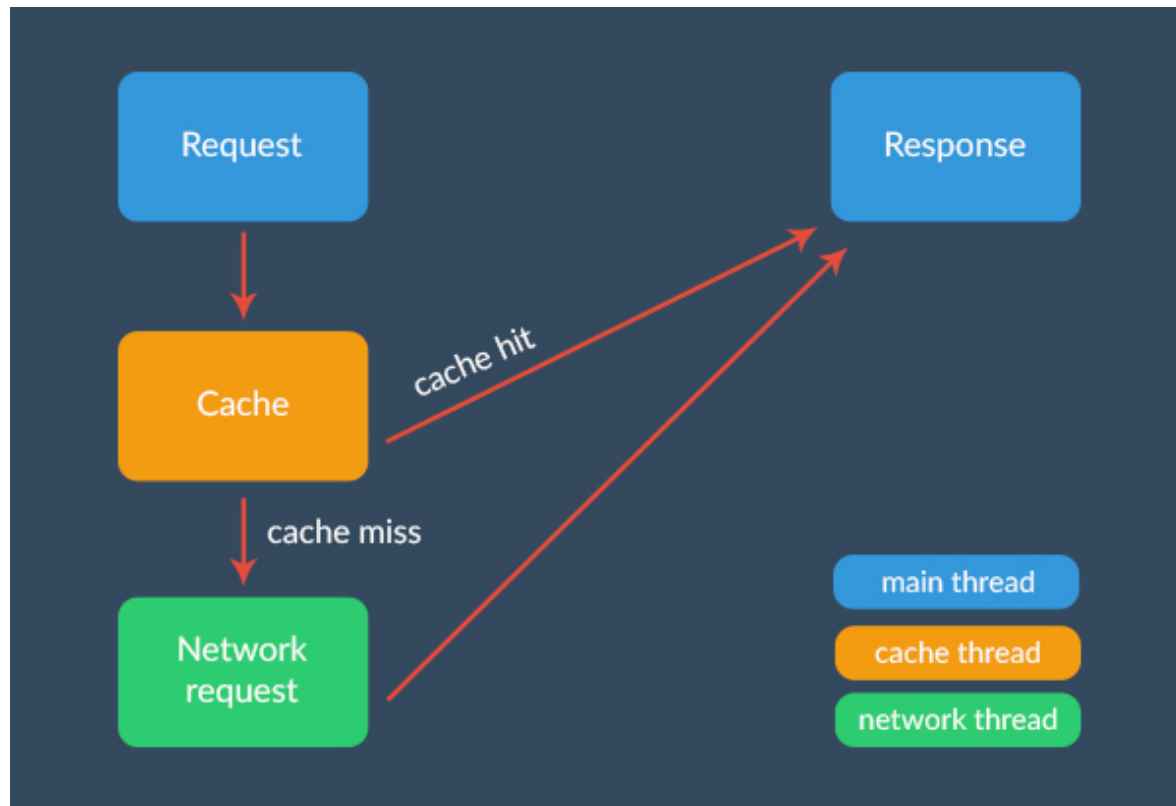 Request
Response
cache hit
Cache
cache miss
Network
request
main thread
cache thread
network thread